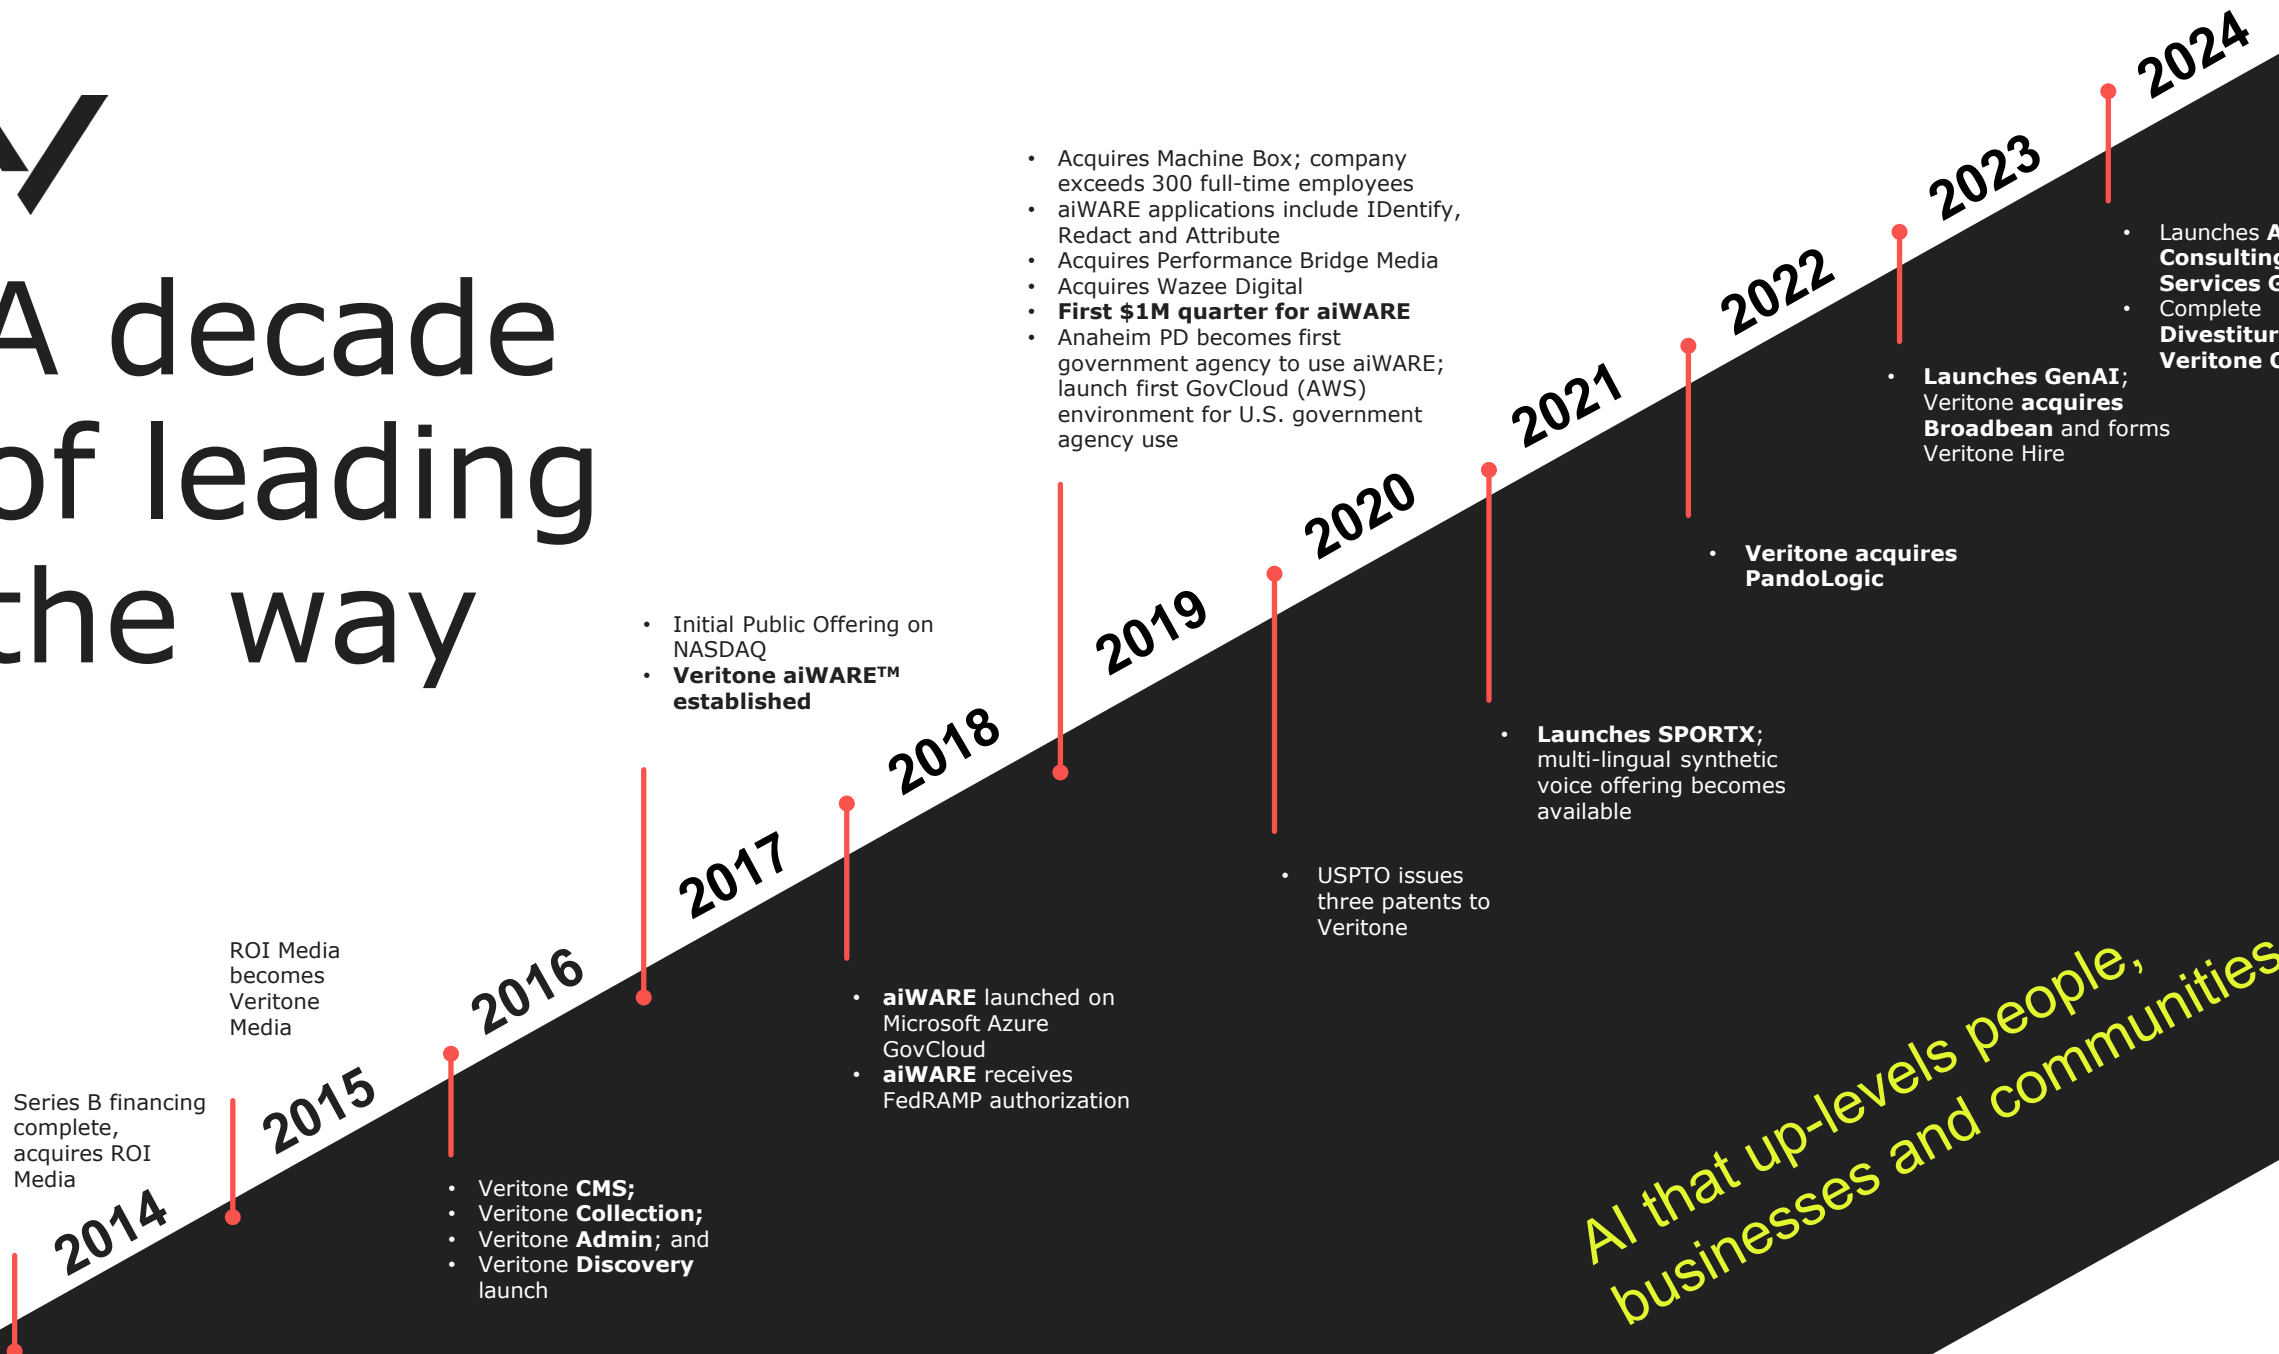 A decade
of leading
the way
Series B financing
complete,
acquires ROI
Media
2014
ROI Media
becomes
Veritone
Media
2015
• Veritone CMS;
• Veritone Collection;
• Veritone Admin; and
• Veritone Discovery
launch
2016
• Initial Public Offering on
NASDAQ
• Veritone aiWARE™
established
2017
• aiWARE launched on
Microsoft Azure
GovCloud
• aiWARE receives
FedRAMP authorization
2018
• Acquires Machine Box; company
exceeds 300 full-time employees
• aiWARE applications include IDentify,
Redact and Attribute
• Acquires Performance Bridge Media
• Acquires Wazee Digital
• First $1M quarter for aiWARE
• Anaheim PD becomes first
government agency to use aiWARE;
launch first GovCloud (AWS)
environment for U.S. government
agency use
2019
• USPTO issues
three patents to
Veritone
2020
• Launches SPORTX;
multi-lingual synthetic
voice offering becomes
available
2021
• Veritone acquires
PandoLogic
2022
• Launches GenAI;
Veritone acquires
Broadbean and forms
Veritone Hire
2023
• Launches
Consulting
Services
• Complete
Veritone
2024
AI that up-levels people,
businesses and communities